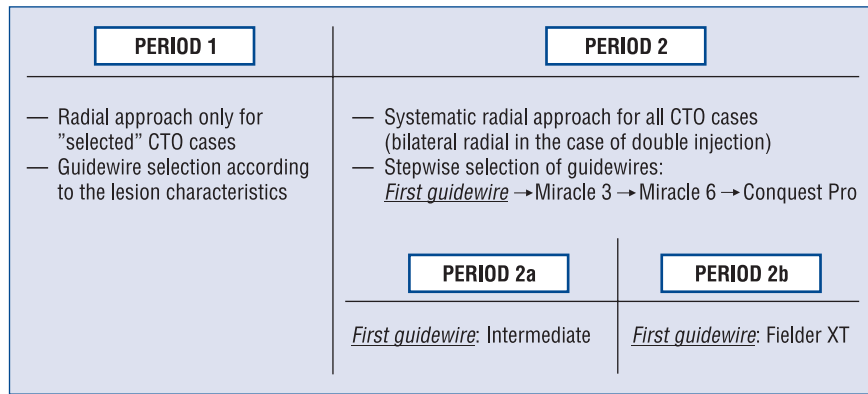 PERIOD 1
— Radial approach only for
"selected" CTO cases
— Guidewire selection according
to the lesion characteristics
PERIOD 2
— Systematic radial approach for all CTO cases
(bilateral radial in the case of double injection)
— Stepwise selection of guidewires:
First guidewire → Miracle 3 → Miracle 6 → Conquest Pro
PERIOD 2a
First guidewire: Intermediate
PERIOD 2b
First guidewire: Fielder XT